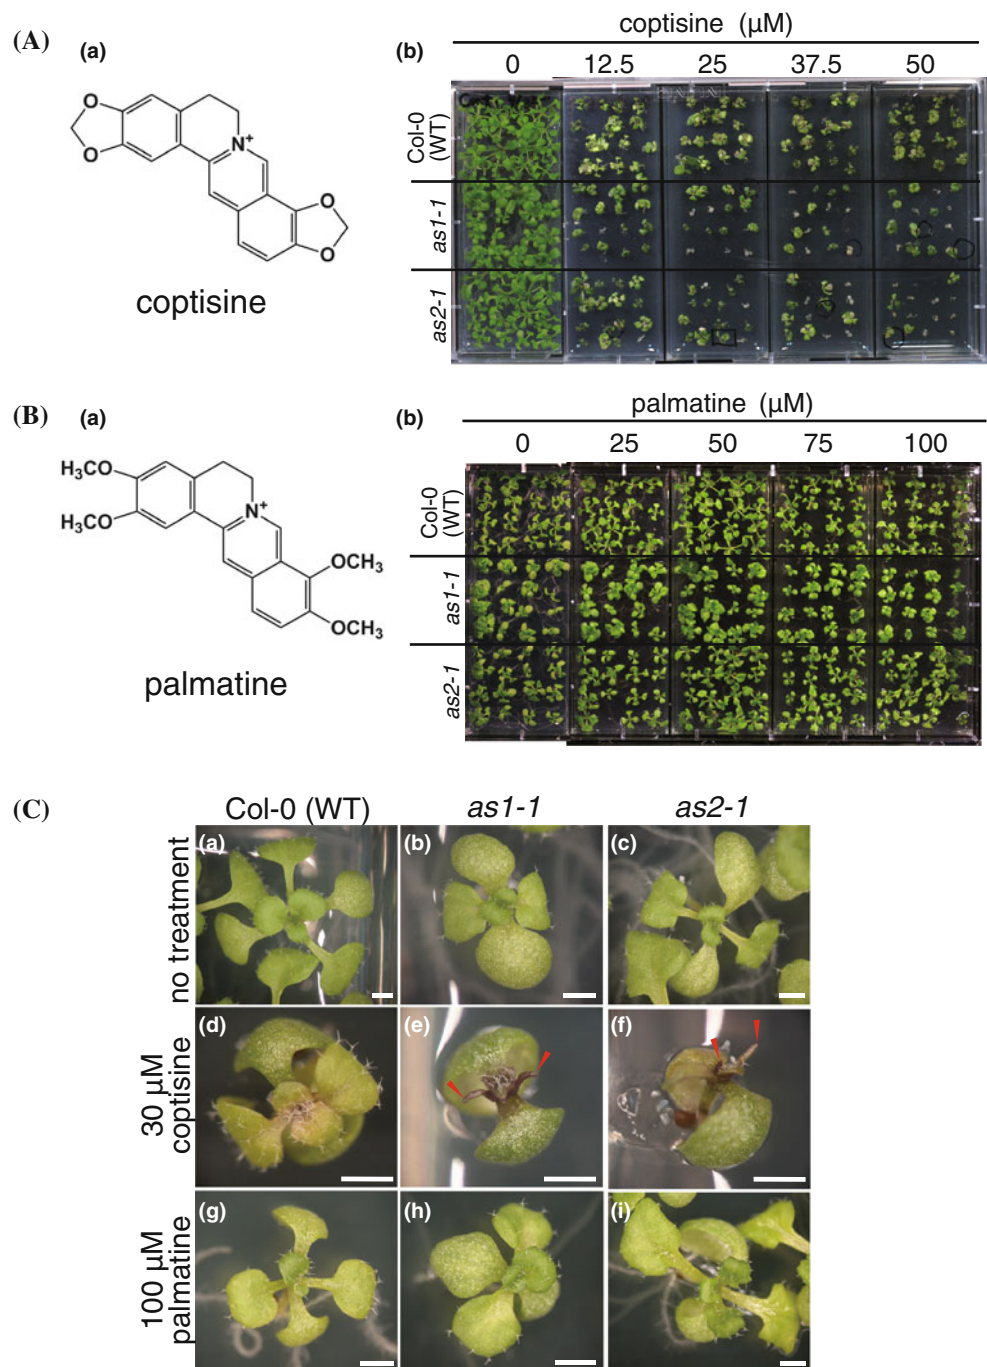 (A)
(a)
O
O
N+
O
O
coptisine
(b)
coptisine (μM)
0 12.5 25 37.5 50
Col-0
(WT)
as1-1
as2-1
(B)
(a)
H3CO
H3CO
N+
OCH3
OCH3
palmatine
(b)
palmatine (μM)
0 25 50 75 100
Col-0
(WT)
as1-1
as2-1
(C)
Col-0 (WT) as1-1 as2-1
no treatment
(a) (b) (c)
30 μM
coptisine
(d) (e) (f)
100 μM
palmatine
(g) (h) (i)